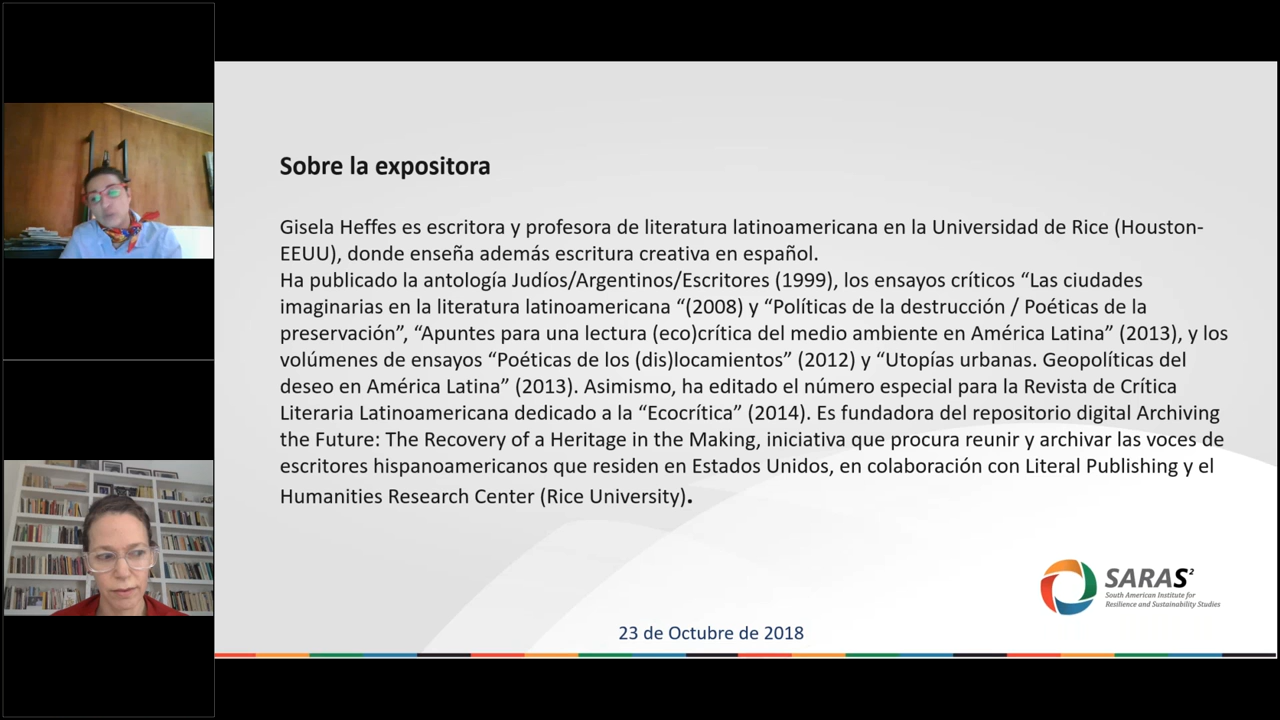 Sobre la expositora
Gisela Heffes es escritora y profesora de literatura latinoamericana en la Universidad de Rice (Houston-
EEUU), donde enseña además escritura creativa en español.
Ha publicado la antología Judíos/Argentinos/Escritores (1999), los ensayos críticos “Las ciudades
imaginarias en la literatura latinoamericana “(2008) y “Políticas de la destrucción / Poéticas de la
preservación”, “Apuntes para una lectura (eco)crítica del medio ambiente en América Latina” (2013), y los
volúmenes de ensayos “Poéticas de los (dis)locamientos” (2012) y “Utopías urbanas. Geopolíticas del
deseo en América Latina” (2013). Asimismo, ha editado el número especial para la Revista de Crítica
Literaria Latinoamericana dedicado a la “Ecocrítica” (2014). Es fundadora del repositorio digital Archiving
the Future: The Recovery of a Heritage in the Making, iniciativa que procura reunir y archivar las voces de
escritores hispanoamericanos que residen en Estados Unidos, en colaboración con Literal Publishing y el
Humanities Research Center (Rice University).
SARAS²
South American Institute for
Resilience and Sustainability Studies
23 de Octubre de 2018